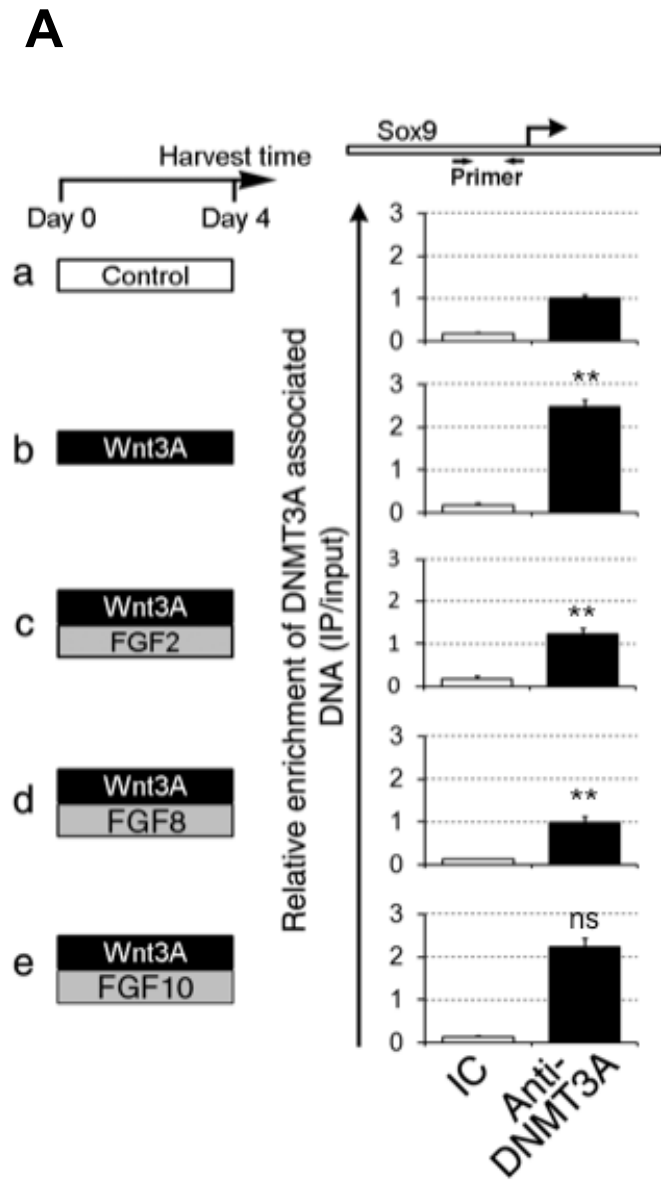 A
Harvest time
Day 0
Day 4
Sox9
Primer
Relative enrichment of DNMT3A associated
DNA (IP/input)
a
Control
3
2
1
0
b
Wnt3A
**
3
2
1
0
c
Wnt3A
FGF2
**
3
2
1
0
d
Wnt3A
FGF8
**
3
2
1
0
e
Wnt3A
FGF10
ns
3
2
1
0
IC
Anti-
DNMT3A